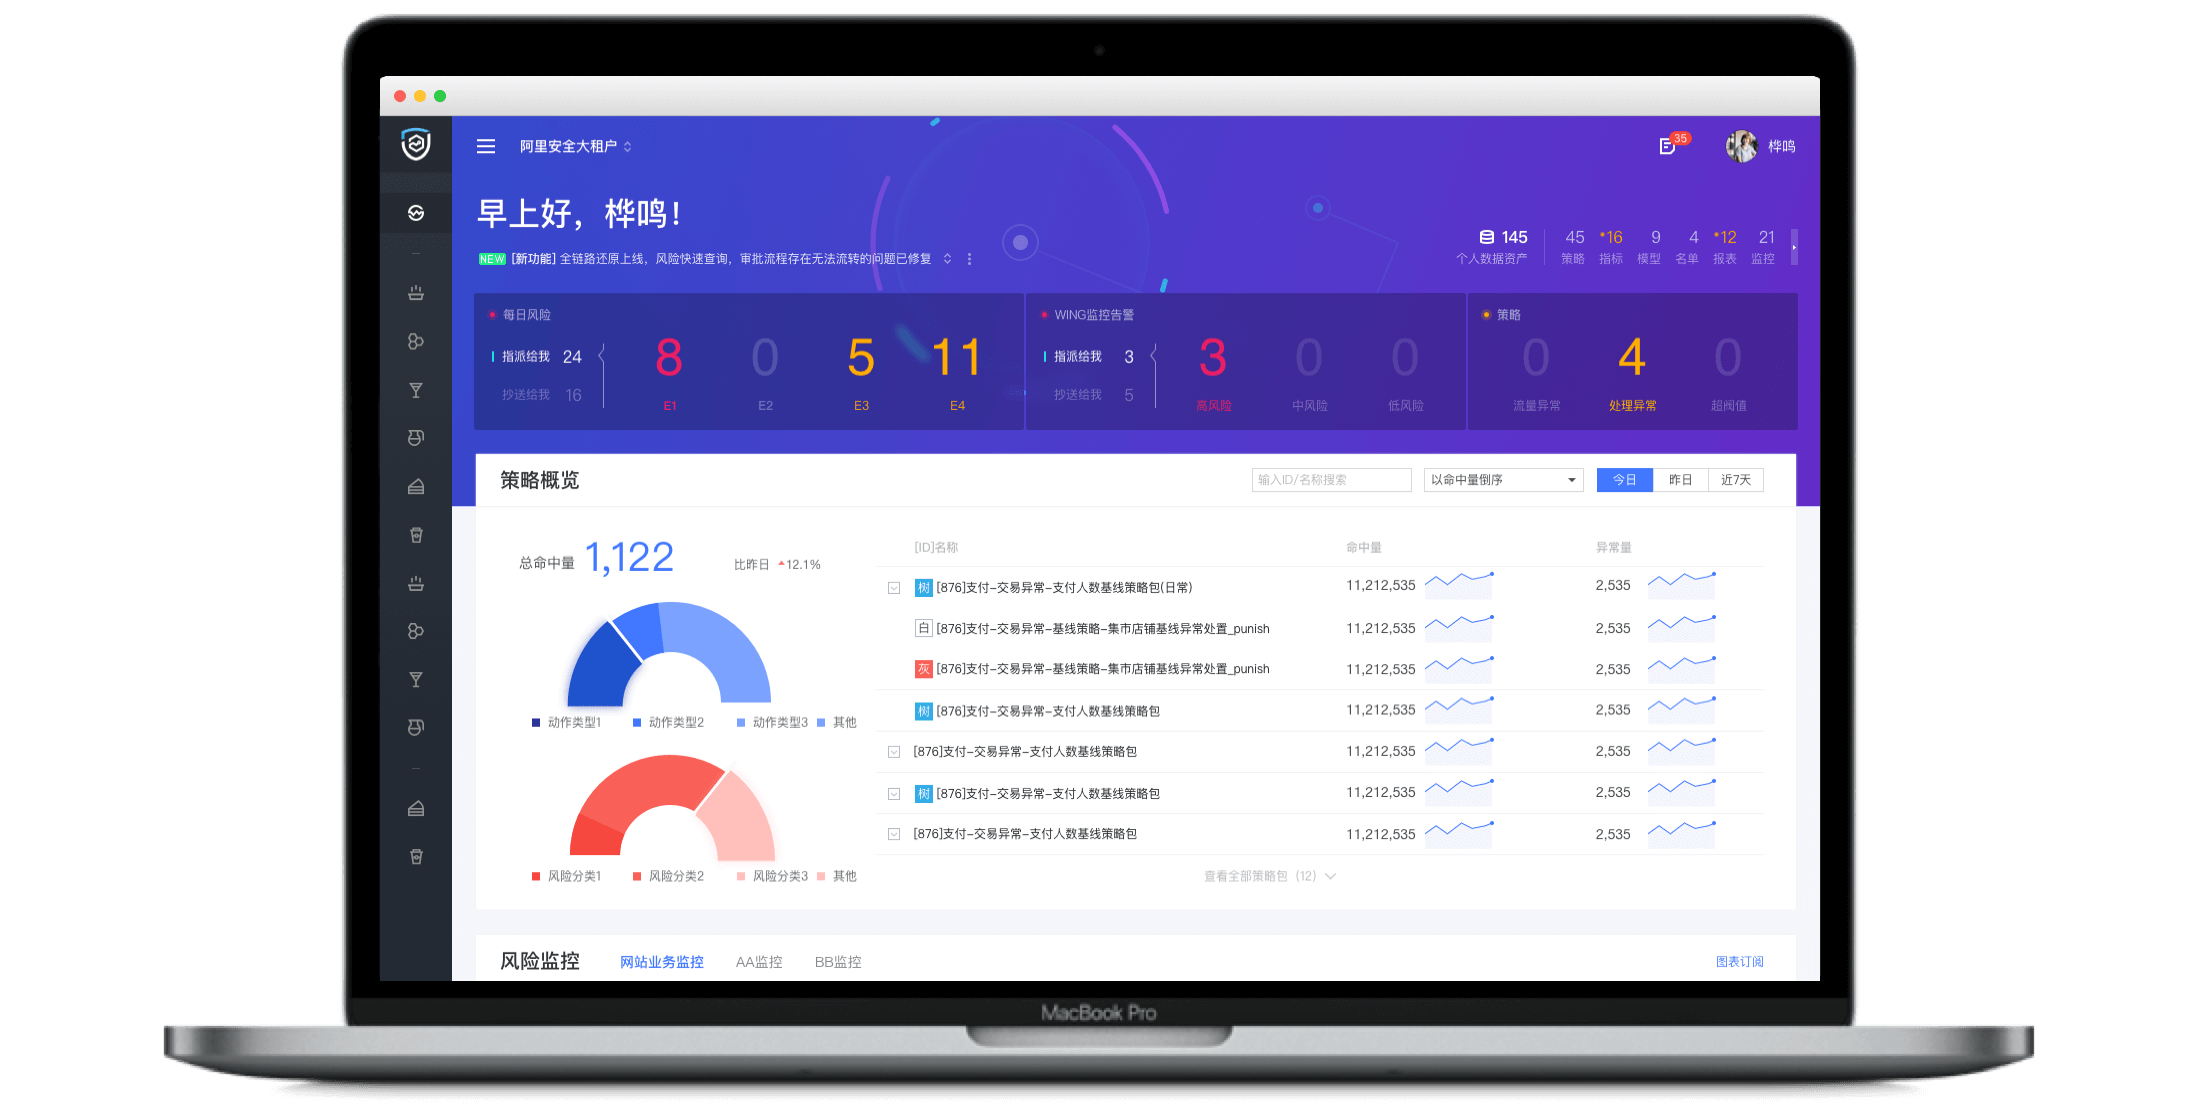 阿里安全大租户
35
桦鸣
早上好，桦鸣！
NEW [新功能] 全链路还原上线，风险快速查询，审批流程存在无法流转的问题已修复
145 45 *16 9 4 *12 21
个人数据资产 策略 指标 模型 名单 报表 监控
每日风险
指派给我 24
抄送给我 16
8 0 5 11
E1 E2 E3 E4
WING监控告警
指派给我 3
抄送给我 5
3 0 0
高风险 中风险 低风险
策略
0 4 0
流量异常 处理异常 超阀值
策略概览
输入ID/名称搜索
以命中量倒序
今日 昨日 近7天
总命中量 1,122
比昨日 12.1%
动作类型1 动作类型2 动作类型3 其他
风险分类1 风险分类2 风险分类3 其他
[ID]名称 命中量 异常量
树 [876]支付-交易异常-支付人数基线策略包(日常) 11,212,535 2,535
白 [876]支付-交易异常-基线策略-集市店铺基线异常处置_punish 11,212,535 2,535
灰 [876]支付-交易异常-基线策略-集市店铺基线异常处置_punish 11,212,535 2,535
树 [876]支付-交易异常-支付人数基线策略包 11,212,535 2,535
[876]支付-交易异常-支付人数基线策略包 11,212,535 2,535
树 [876]支付-交易异常-支付人数基线策略包 11,212,535 2,535
[876]支付-交易异常-支付人数基线策略包 11,212,535 2,535
查看全部策略包（12）
风险监控
网站业务监控 AA监控 BB监控
图表订阅
MacBook Pro